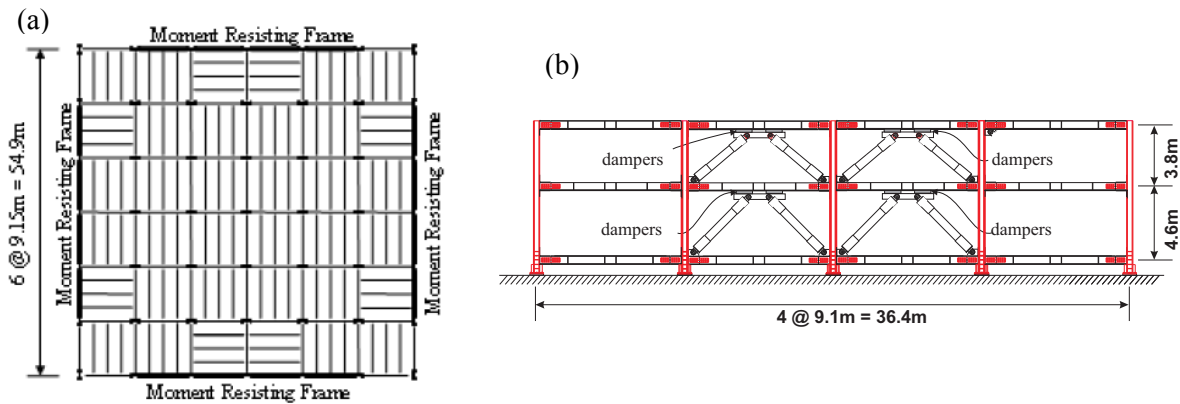 (a)
Moment Resisting Frame
6 @ 9.15m = 54.9m
Moment Resisting Frame
Moment Resisting Frame
Moment Resisting Frame
(b)
dampers
dampers
3.8m
dampers
dampers
4.6m
4 @ 9.1m = 36.4m